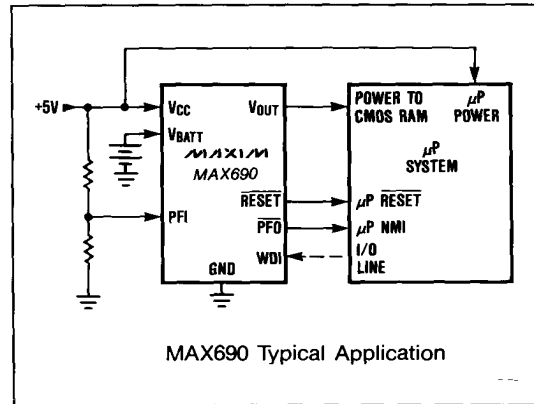 +5V
VCC
VBATT
VOUT
MAXIM
MAX690
RESET
PFI
PFO
WDI
GND
POWER TO
CMOS RAM
μP
POWER
μP
SYSTEM
μP RESET
μP NMI
I/O
LINE
MAX690 Typical Application